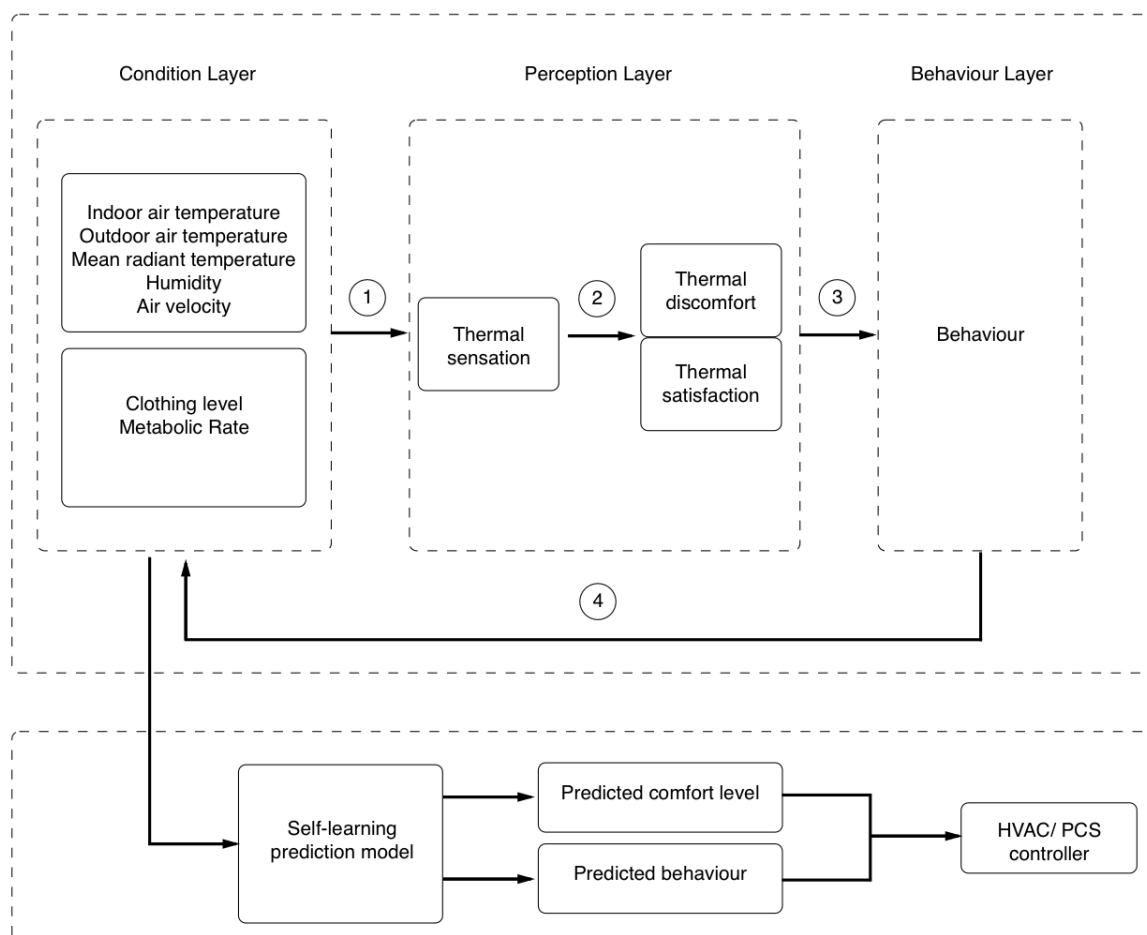 Condition Layer
Perception Layer
Behaviour Layer
Indoor air temperature
Outdoor air temperature
Mean radiant temperature
Humidity
Air velocity
Clothing level
Metabolic Rate
1
Thermal
sensation
2
Thermal
discomfort
Thermal
satisfaction
3
Behaviour
4
Self-learning
prediction model
Predicted comfort level
Predicted behaviour
HVAC/ PCS
controller